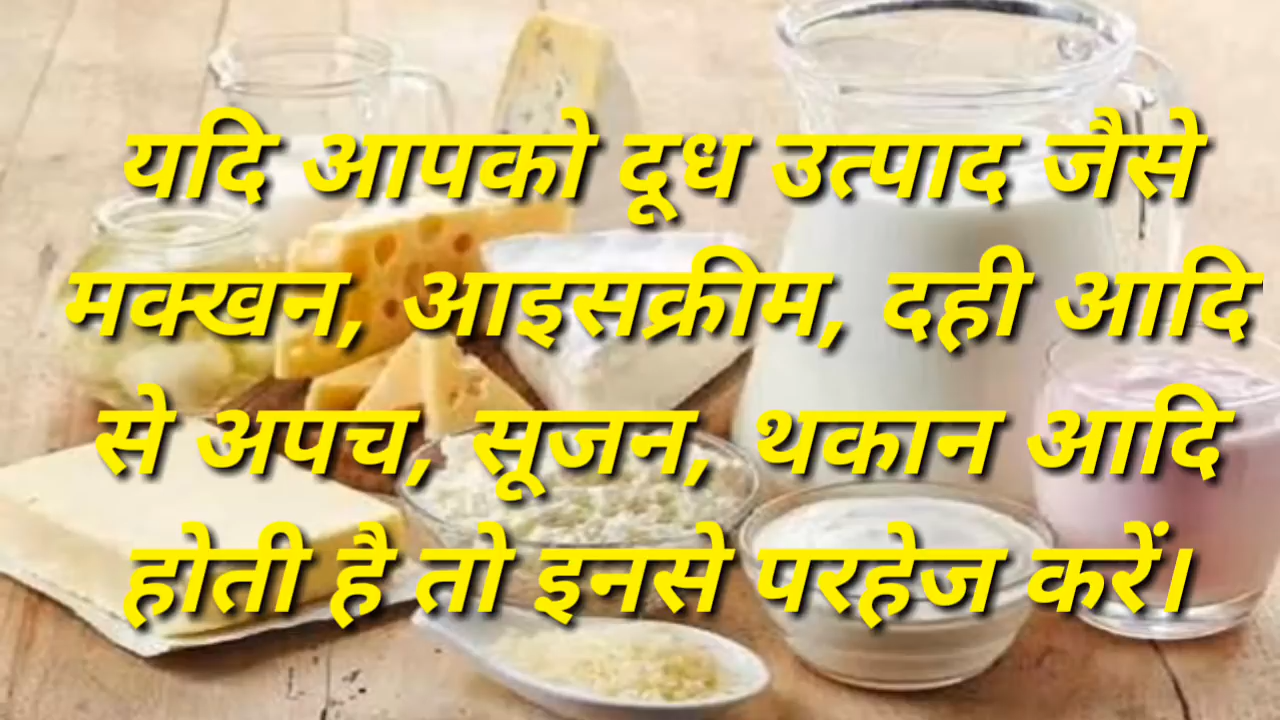 यदि आपको दूध उत्पाद जैसे
मक्खन, आइसक्रीम, दही आदि
से अपच, सूजन, थकान आदि
होती है तो इनसे परहेज करें।